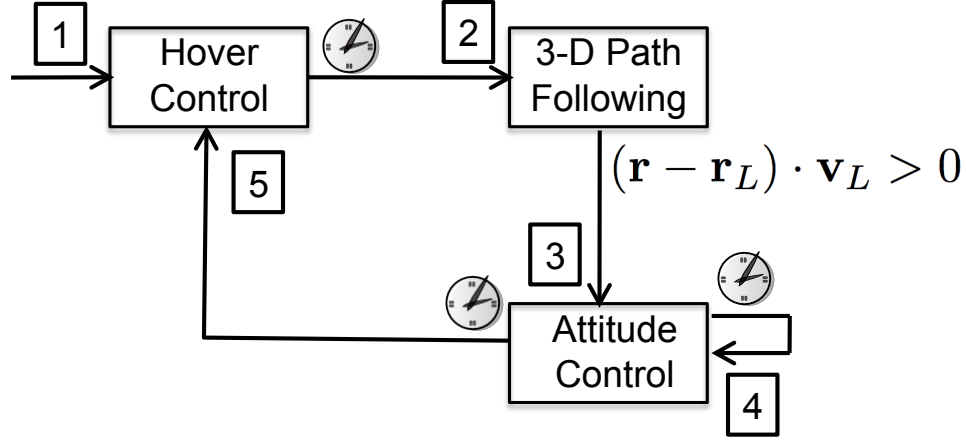 1
Hover
Control
2
3-D Path
Following
(r − r_L) · v_L > 0
5
3
Attitude
Control
4